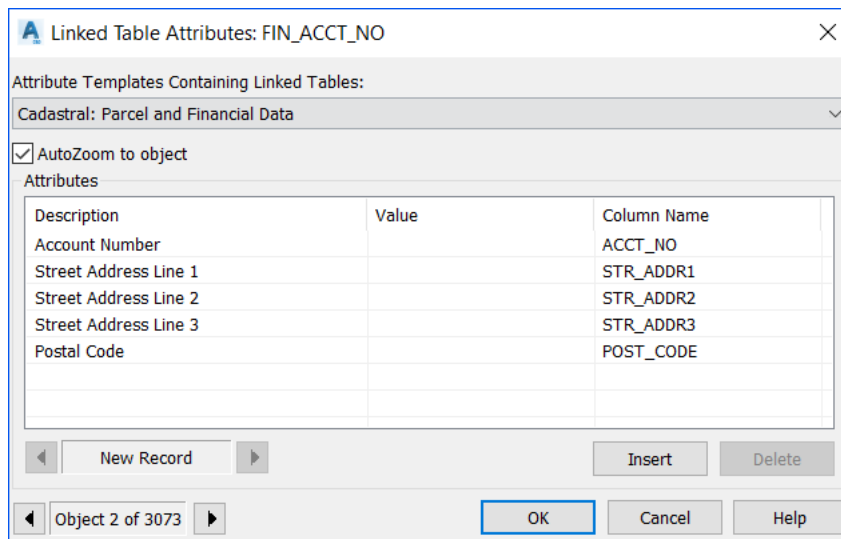 Linked Table Attributes: FIN_ACCT_NO
Attribute Templates Containing Linked Tables:
Cadastral: Parcel and Financial Data
AutoZoom to object
Attributes
Description Value Column Name
Account Number ACCT_NO
Street Address Line 1 STR_ADDR1
Street Address Line 2 STR_ADDR2
Street Address Line 3 STR_ADDR3
Postal Code POST_CODE
New Record Insert Delete
Object 2 of 3073 OK Cancel Help